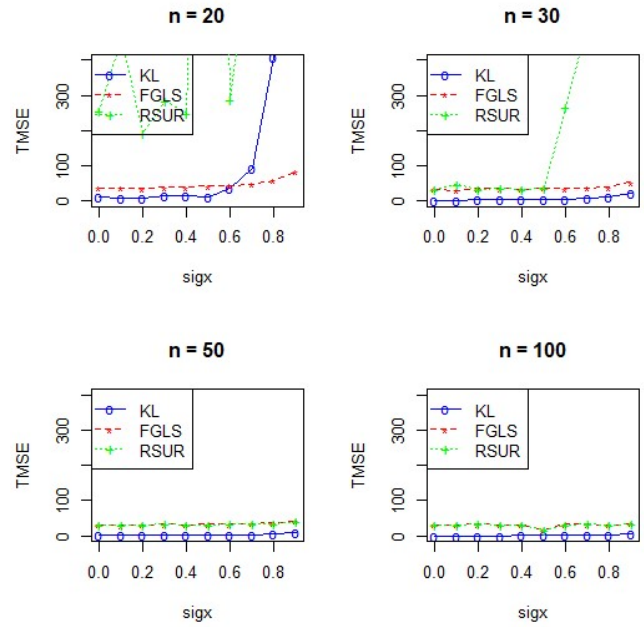 n = 20
TMSE
0 100 300
KL
FGLS
RSUR
0.0 0.2 0.4 0.6 0.8
sigx
n = 30
TMSE
0 100 300
KL
FGLS
RSUR
0.0 0.2 0.4 0.6 0.8
sigx
n = 50
TMSE
0 100 300
KL
FGLS
RSUR
0.0 0.2 0.4 0.6 0.8
sigx
n = 100
TMSE
0 100 300
KL
FGLS
RSUR
0.0 0.2 0.4 0.6 0.8
sigx